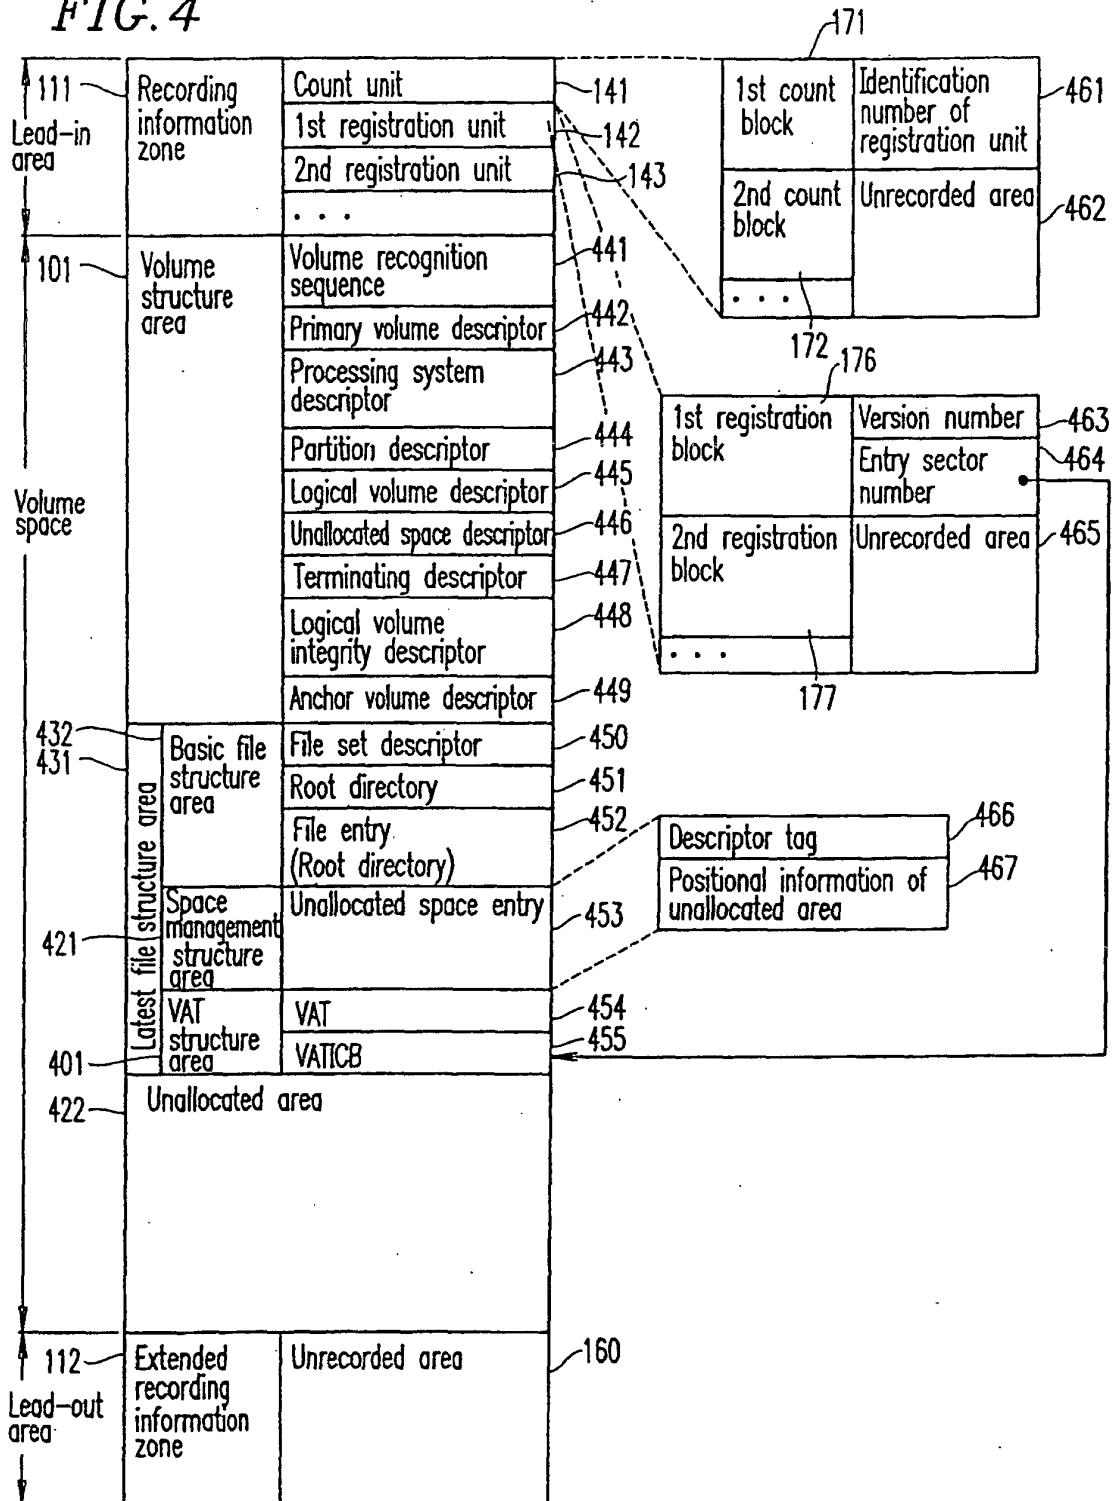 FIG. 4
111
Lead-in
area
Recording
information
zone
Count unit
141
1st registration unit
142
2nd registration unit
143
. . .
171
1st count
block
Identification
number of
registration unit
461
2nd count
block
Unrecorded area
462
. . .
172
Volume
space
101
Volume
structure
area
Volume recognition
sequence
441
Primary volume descriptor
442
Processing system
descriptor
443
Partition descriptor
444
Logical volume descriptor
445
Unallocated space descriptor
446
Terminating descriptor
447
Logical volume
integrity descriptor
448
Anchor volume descriptor
449
176
1st registration
block
Version number
463
Entry sector
number
464
2nd registration
block
Unrecorded area
465
. . .
177
432
431
Latest file structure area
Basic file
structure
area
File set descriptor
450
Root directory
451
File entry
(Root directory)
452
421
Space
management
structure
area
Unallocated space entry
453
Descriptor tag
466
Positional information of
unallocated area
467
401
VAT
structure
area
VAT
454
VATICB
455
422
Unallocated area
112
Lead-out
area
Extended
recording
information
zone
Unrecorded area
160